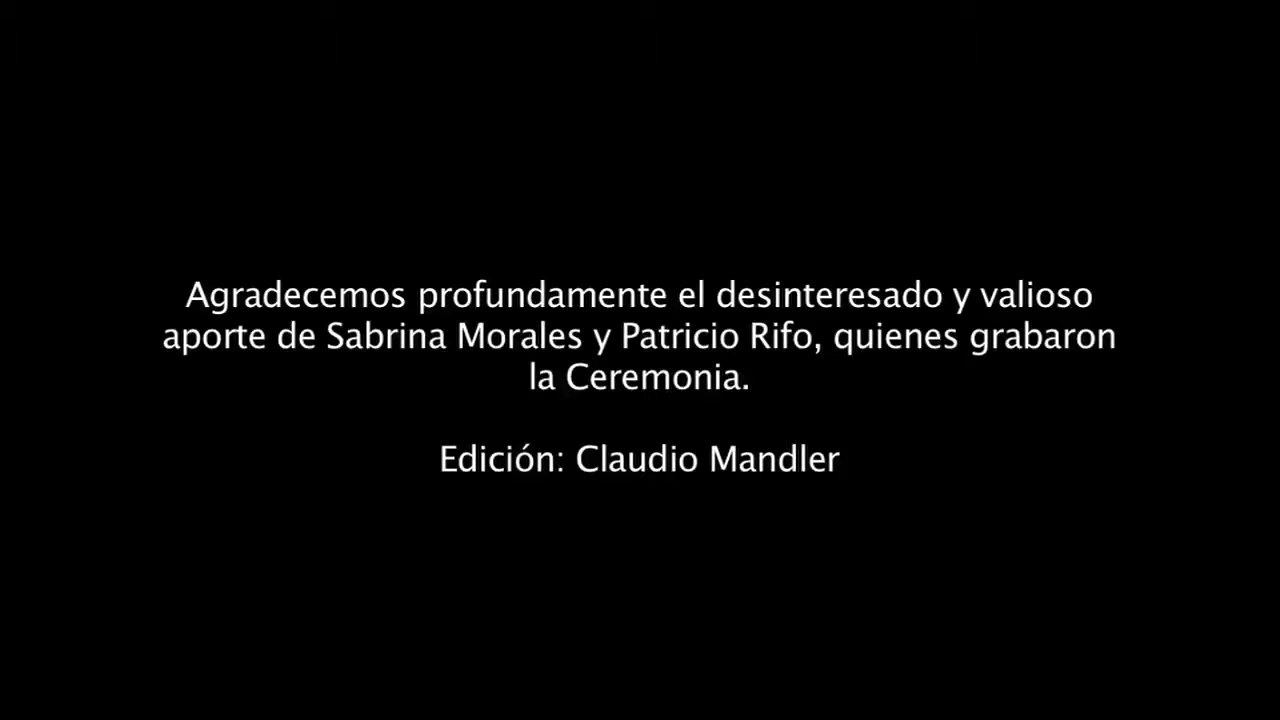 Agradecemos profundamente el desinteresado y valioso
aporte de Sabrina Morales y Patricio Rifo, quienes grabaron
la Ceremonia.
Edición: Claudio Mandler